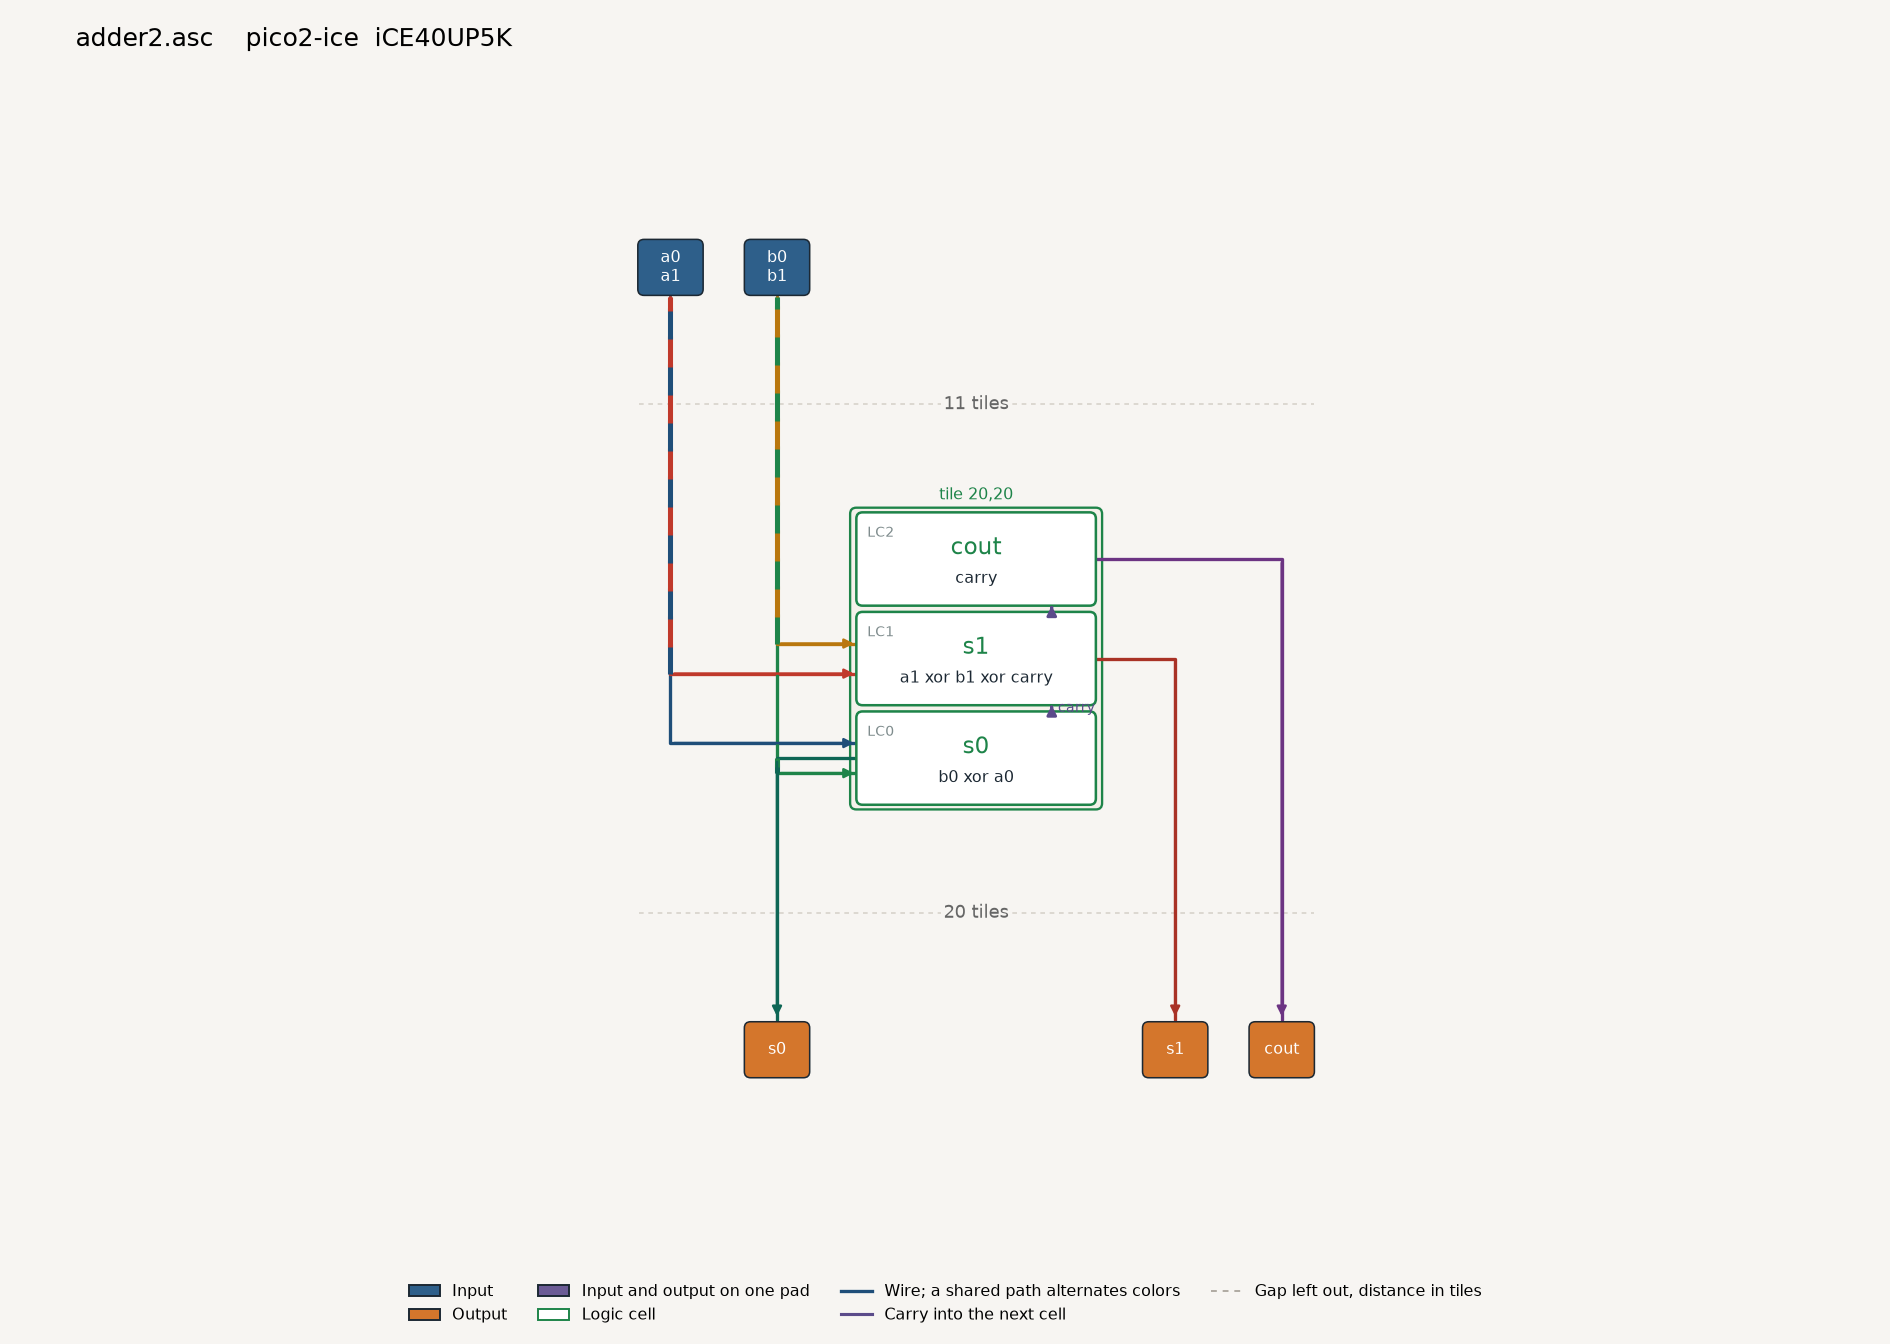 adder2.asc    pico2-ice  iCE40UP5K
a0
a1
b0
b1
11 tiles
tile 20,20
LC2
cout
carry
LC1
s1
a1 xor b1 xor carry
carry
LC0
s0
b0 xor a0
20 tiles
s0
s1
cout
Input
Output
Input and output on one pad
Logic cell
Wire; a shared path alternates colors
Carry into the next cell
Gap left out, distance in tiles